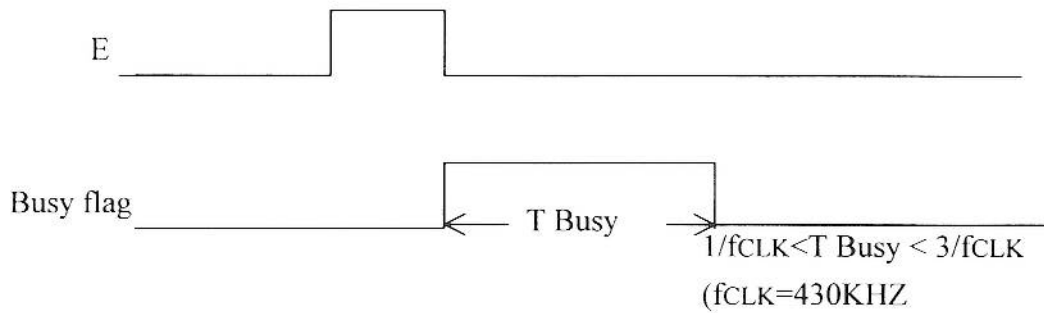 E
Busy flag
T Busy
1/fCLK<T Busy < 3/fCLK
(fCLK=430KHZ